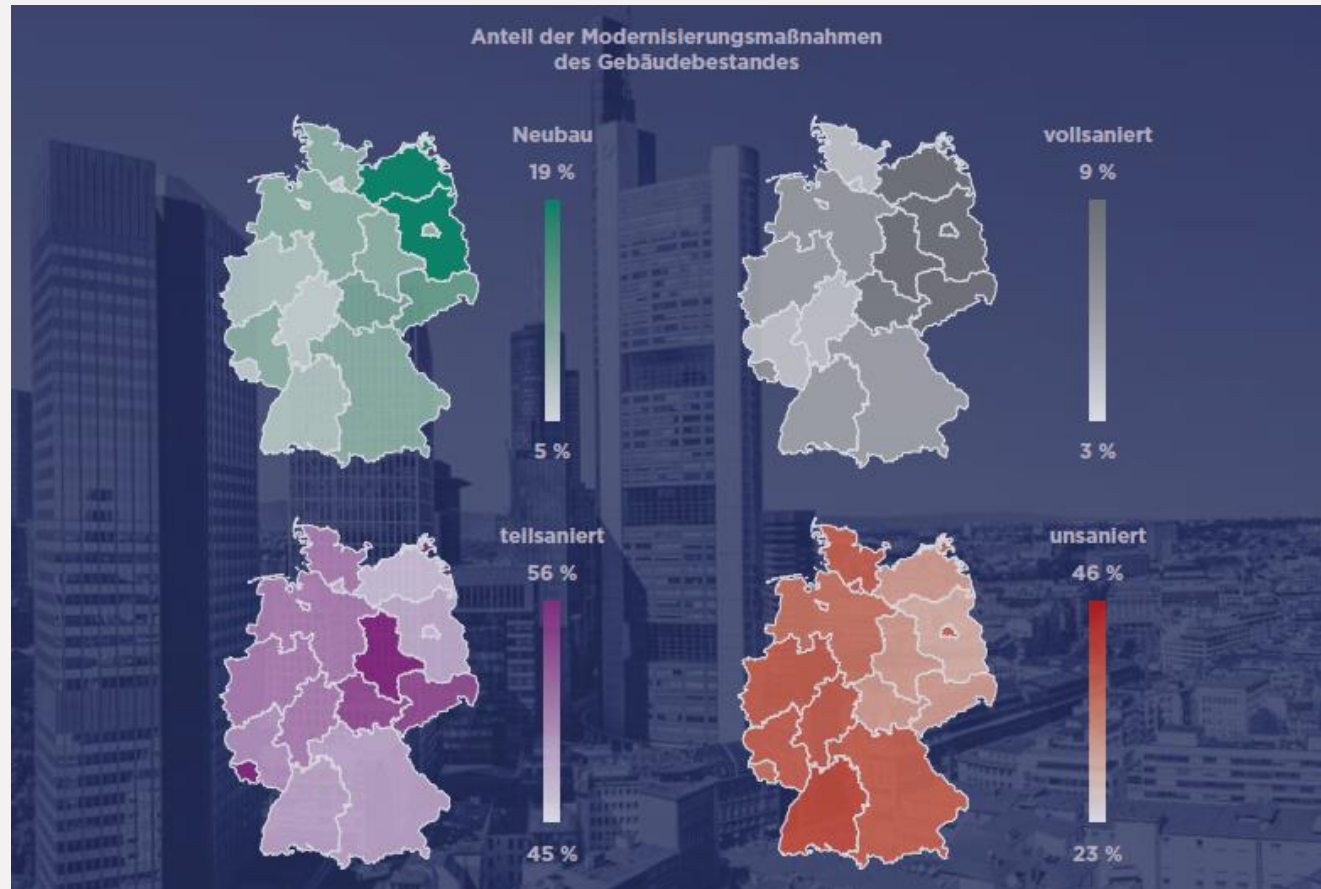 Anteil der Modernisierungsmaßnahmen
des Gebäudebestandes
Neubau
19 %
5 %
vollsaniert
9 %
3 %
teilsaniert
56 %
45 %
unsaniert
46 %
23 %